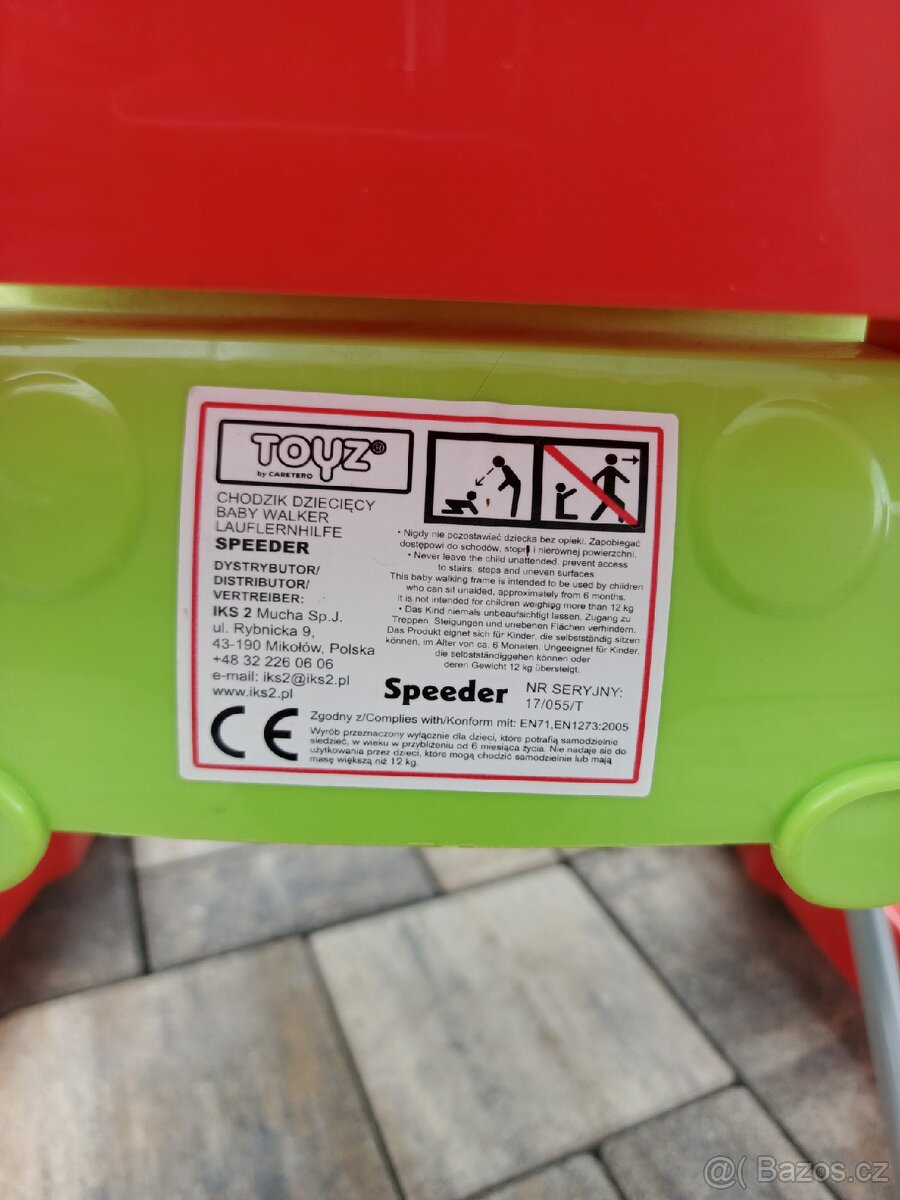 TOYZ®
by CARETERO
CHODZIK DZIECIĘCY
BABY WALKER
LAUFLERNHILFE
SPEEDER
DYSTRYBUTOR/
DISTRIBUTOR/
VERTREIBER:
IKS 2 Mucha Sp.J.
ul. Rybnicka 9,
43-190 Mikołów, Polska
+48 32 226 06 06
e-mail: iks2@iks2.pl
www.iks2.pl
• Nigdy nie pozostawiać dziecka bez opieki. Zapobiegać
dostępowi do schodów, stopni i nierównej powierzchni.
• Never leave the child unattended, prevent access
to stairs, steps and uneven surfaces
This baby walking frame is intended to be used by children
who can sit unaided, approximately from 6 months.
It is not intended for children weighing more than 12 kg
• Das Kind niemals unbeaufsichtigt lassen. Zugang zu
Treppen, Steigungen und unebenen Flächen verhindern.
Das Produkt eignet sich für Kinder, die selbstständig sitzen
können, im Alter von ca. 6 Monaten. Ungeeignet für Kinder,
die selbstständiggehen können oder
deren Gewicht 12 kg übersteigt.
Speeder NR SERYJNY:
17/055/T
CE
Zgodny z/Complies with/Konform mit: EN71,EN1273:2005
Wyrób przeznaczony wyłącznie dla dzieci, które potrafią samodzielnie
siedzieć, w wieku w przybliżeniu od 6 miesiąca życia. Nie nadaje się do
użytkowania przez dzieci, które mogą chodzić samodzielnie lub mają
masę większą niż 12 kg.
@( Bazos.cz